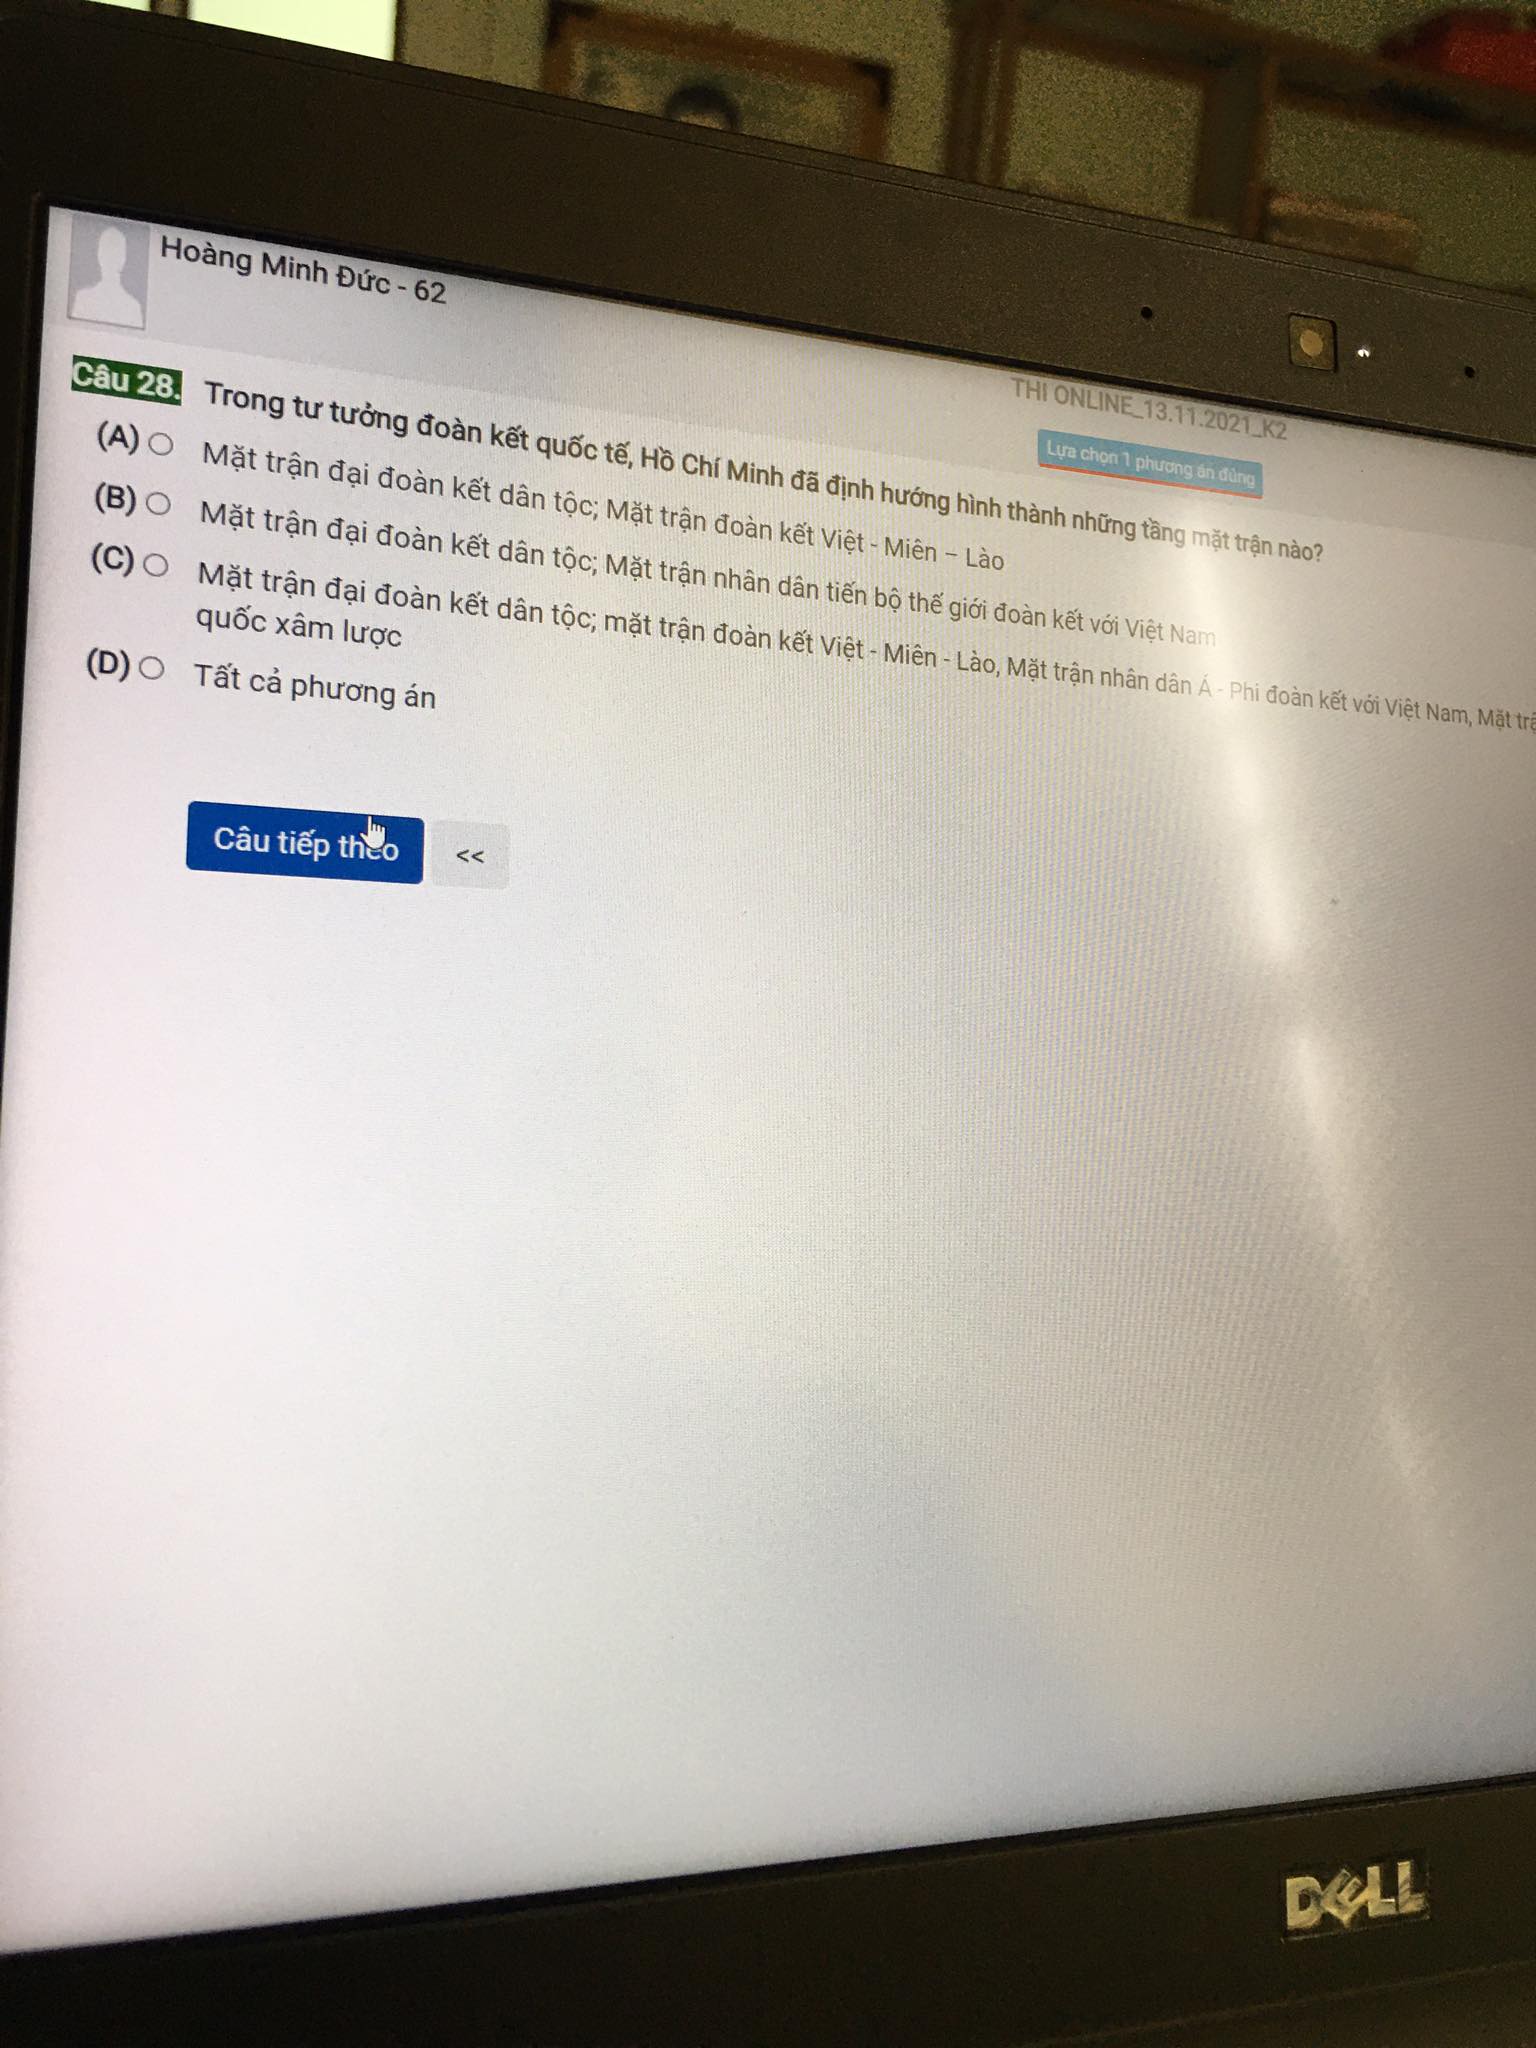 Hoàng Minh Đức - 62
THI ONLINE_13.11.2021_K2
Lựa chọn 1 phương án đúng
Câu 28. Trong tư tưởng đoàn kết quốc tế, Hồ Chí Minh đã định hướng hình thành những tầng mặt trận nào?
(A) Mặt trận đại đoàn kết dân tộc; Mặt trận đoàn kết Việt - Miên – Lào
(B) Mặt trận đại đoàn kết dân tộc; Mặt trận nhân dân tiến bộ thế giới đoàn kết với Việt Nam
(C) Mặt trận đại đoàn kết dân tộc; mặt trận đoàn kết Việt - Miên - Lào, Mặt trận nhân dân Á - Phi đoàn kết với Việt Nam, Mặt
quốc xâm lược
(D) Tất cả phương án
Câu tiếp theo <<
DELL